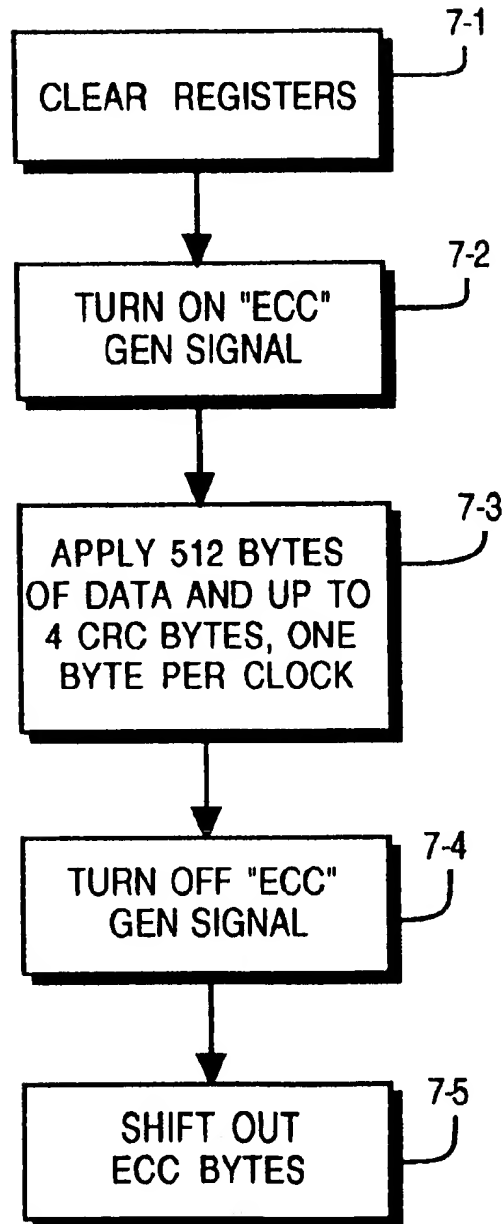 7-1
CLEAR REGISTERS
7-2
TURN ON "ECC"
GEN SIGNAL
7-3
APPLY 512 BYTES
OF DATA AND UP TO
4 CRC BYTES, ONE
BYTE PER CLOCK
7-4
TURN OFF "ECC"
GEN SIGNAL
7-5
SHIFT OUT
ECC BYTES